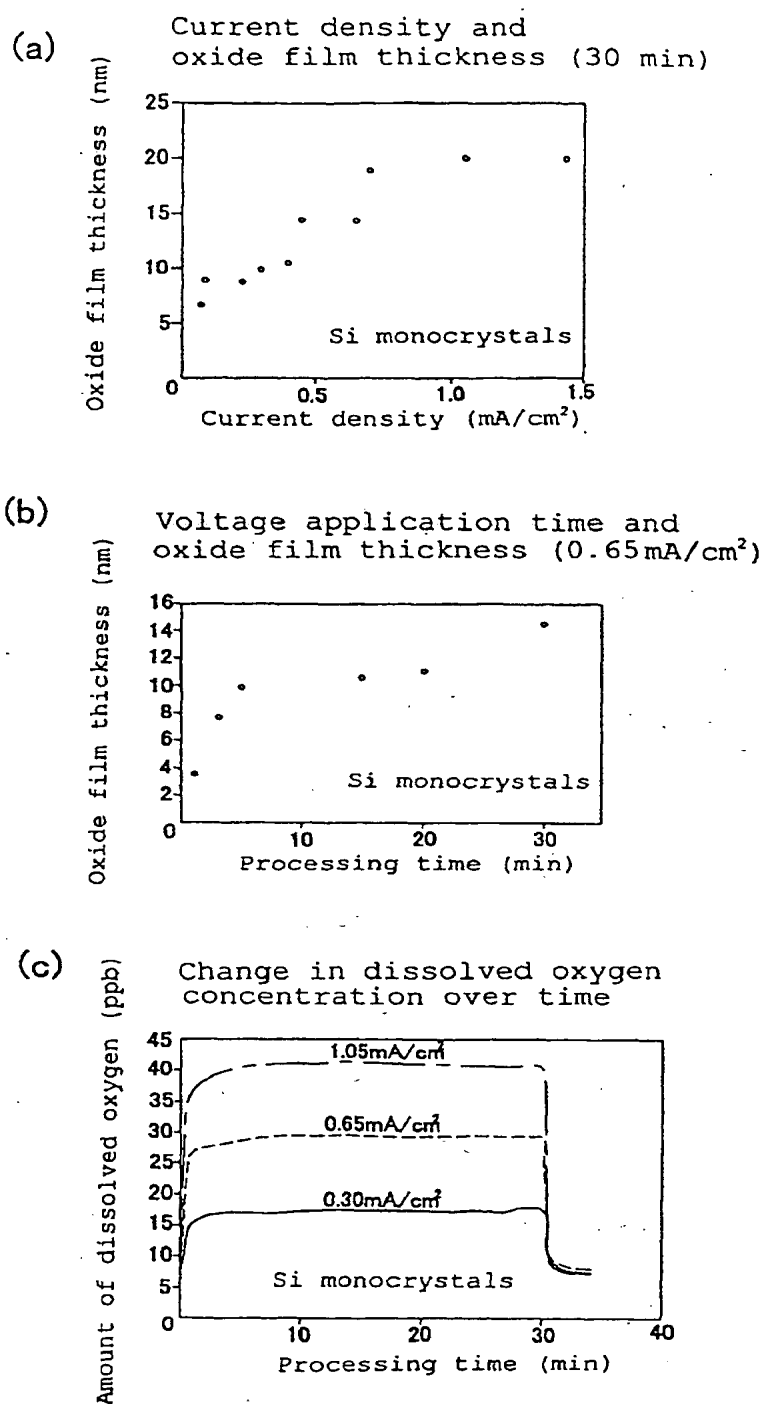 (a)
Current density and
oxide film thickness (30 min)
Oxide film thickness (nm)
25
20
15
10
5
0
Si monocrystals
0.5
1.0
1.5
Current density (mA/cm²)
(b)
Voltage application time and
oxide film thickness (0.65mA/cm²)
Oxide film thickness (nm)
16
14
12
10
8
6
4
2
0
Si monocrystals
10
20
30
Processing time (min)
(c)
Change in dissolved oxygen
concentration over time
Amount of dissolved oxygen (ppb)
45
40
35
30
25
20
15
10
5
0
1.05mA/cm²
0.65mA/cm²
0.30mA/cm²
Si monocrystals
10
20
30
40
Processing time (min)